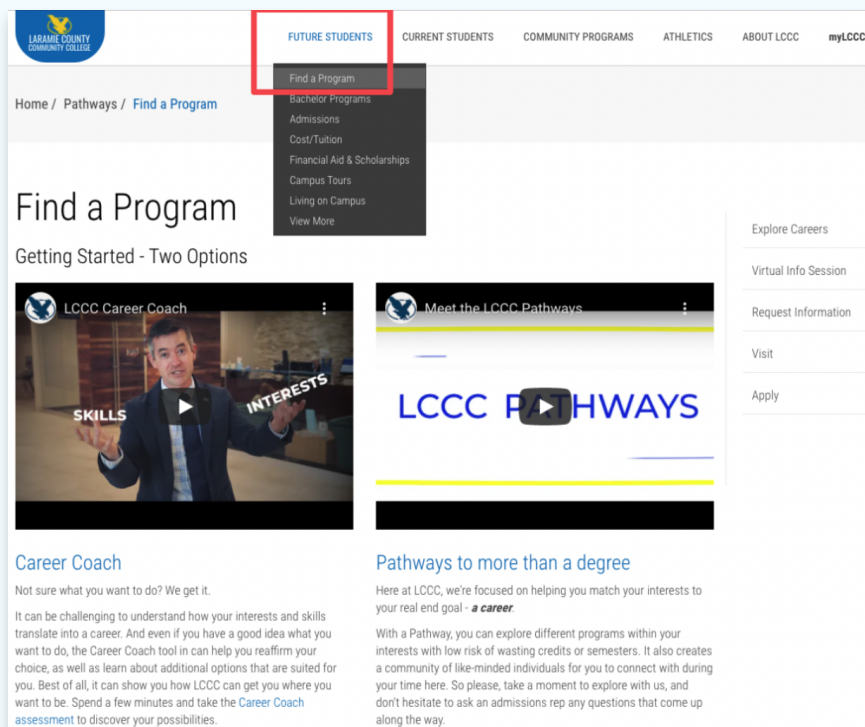 LARAMIE COUNTY
COMMUNITY COLLEGE
FUTURE STUDENTS
CURRENT STUDENTS
COMMUNITY PROGRAMS
ATHLETICS
ABOUT LCCC
myLCCC
Find a Program
Bachelor Programs
Admissions
Cost/Tuition
Financial Aid & Scholarships
Campus Tours
Living on Campus
View More
Home / Pathways / Find a Program
Find a Program
Getting Started - Two Options
LCCC Career Coach
SKILLS
INTERESTS
Meet the LCCC Pathways
LCCC PATHWAYS
Explore Careers
Virtual Info Session
Request Information
Visit
Apply
Career Coach
Not sure what you want to do? We get it.
It can be challenging to understand how your interests and skills
translate into a career. And even if you have a good idea what you
want to do, the Career Coach tool in can help you reaffirm your
choice, as well as learn about additional options that are suited for
you. Best of all, it can show you how LCCC can get you where you
want to be. Spend a few minutes and take the Career Coach
assessment to discover your possibilities.
Pathways to more than a degree
Here at LCCC, we're focused on helping you match your interests to
your real end goal - a career.
With a Pathway, you can explore different programs within your
interests with low risk of wasting credits or semesters. It also creates
a community of like-minded individuals for you to connect with during
your time here. So please, take a moment to explore with us, and
don't hesitate to ask an admissions rep any questions that come up
along the way.